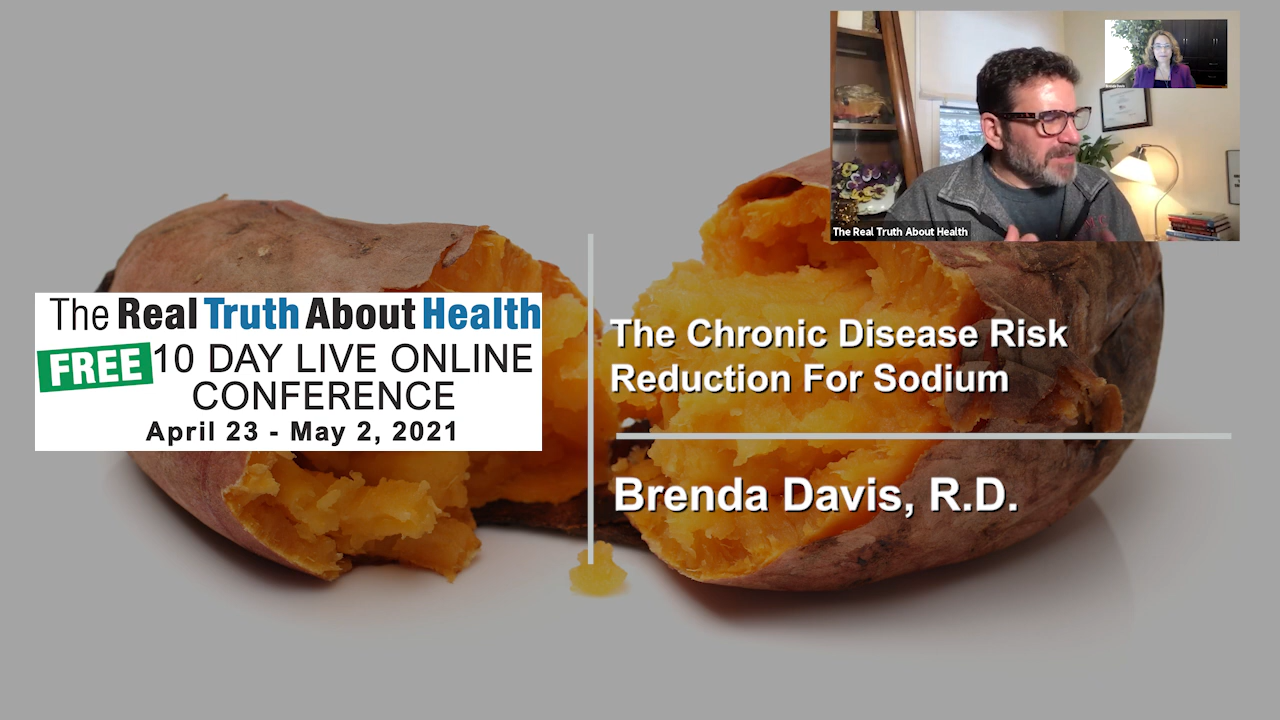 The Real Truth About Health
The Real Truth About Health
FREE 10 DAY LIVE ONLINE
CONFERENCE
April 23 - May 2, 2021
The Chronic Disease Risk
Reduction For Sodium
Brenda Davis, R.D.